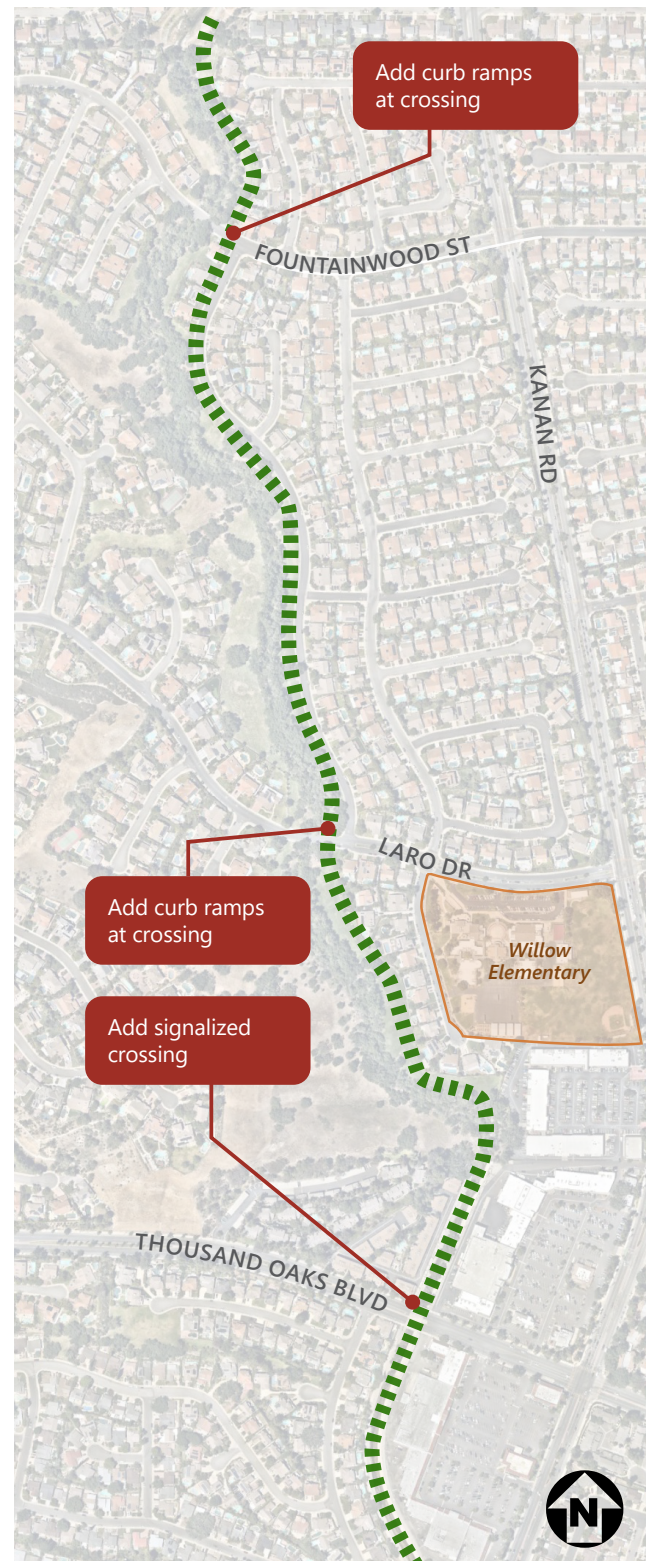 Add curb ramps
at crossing
FOUNTAINWOOD ST
KANAN RD
LARO DR
Add curb ramps
at crossing
Willow
Elementary
Add signalized
crossing
THOUSAND OAKS BLVD
N